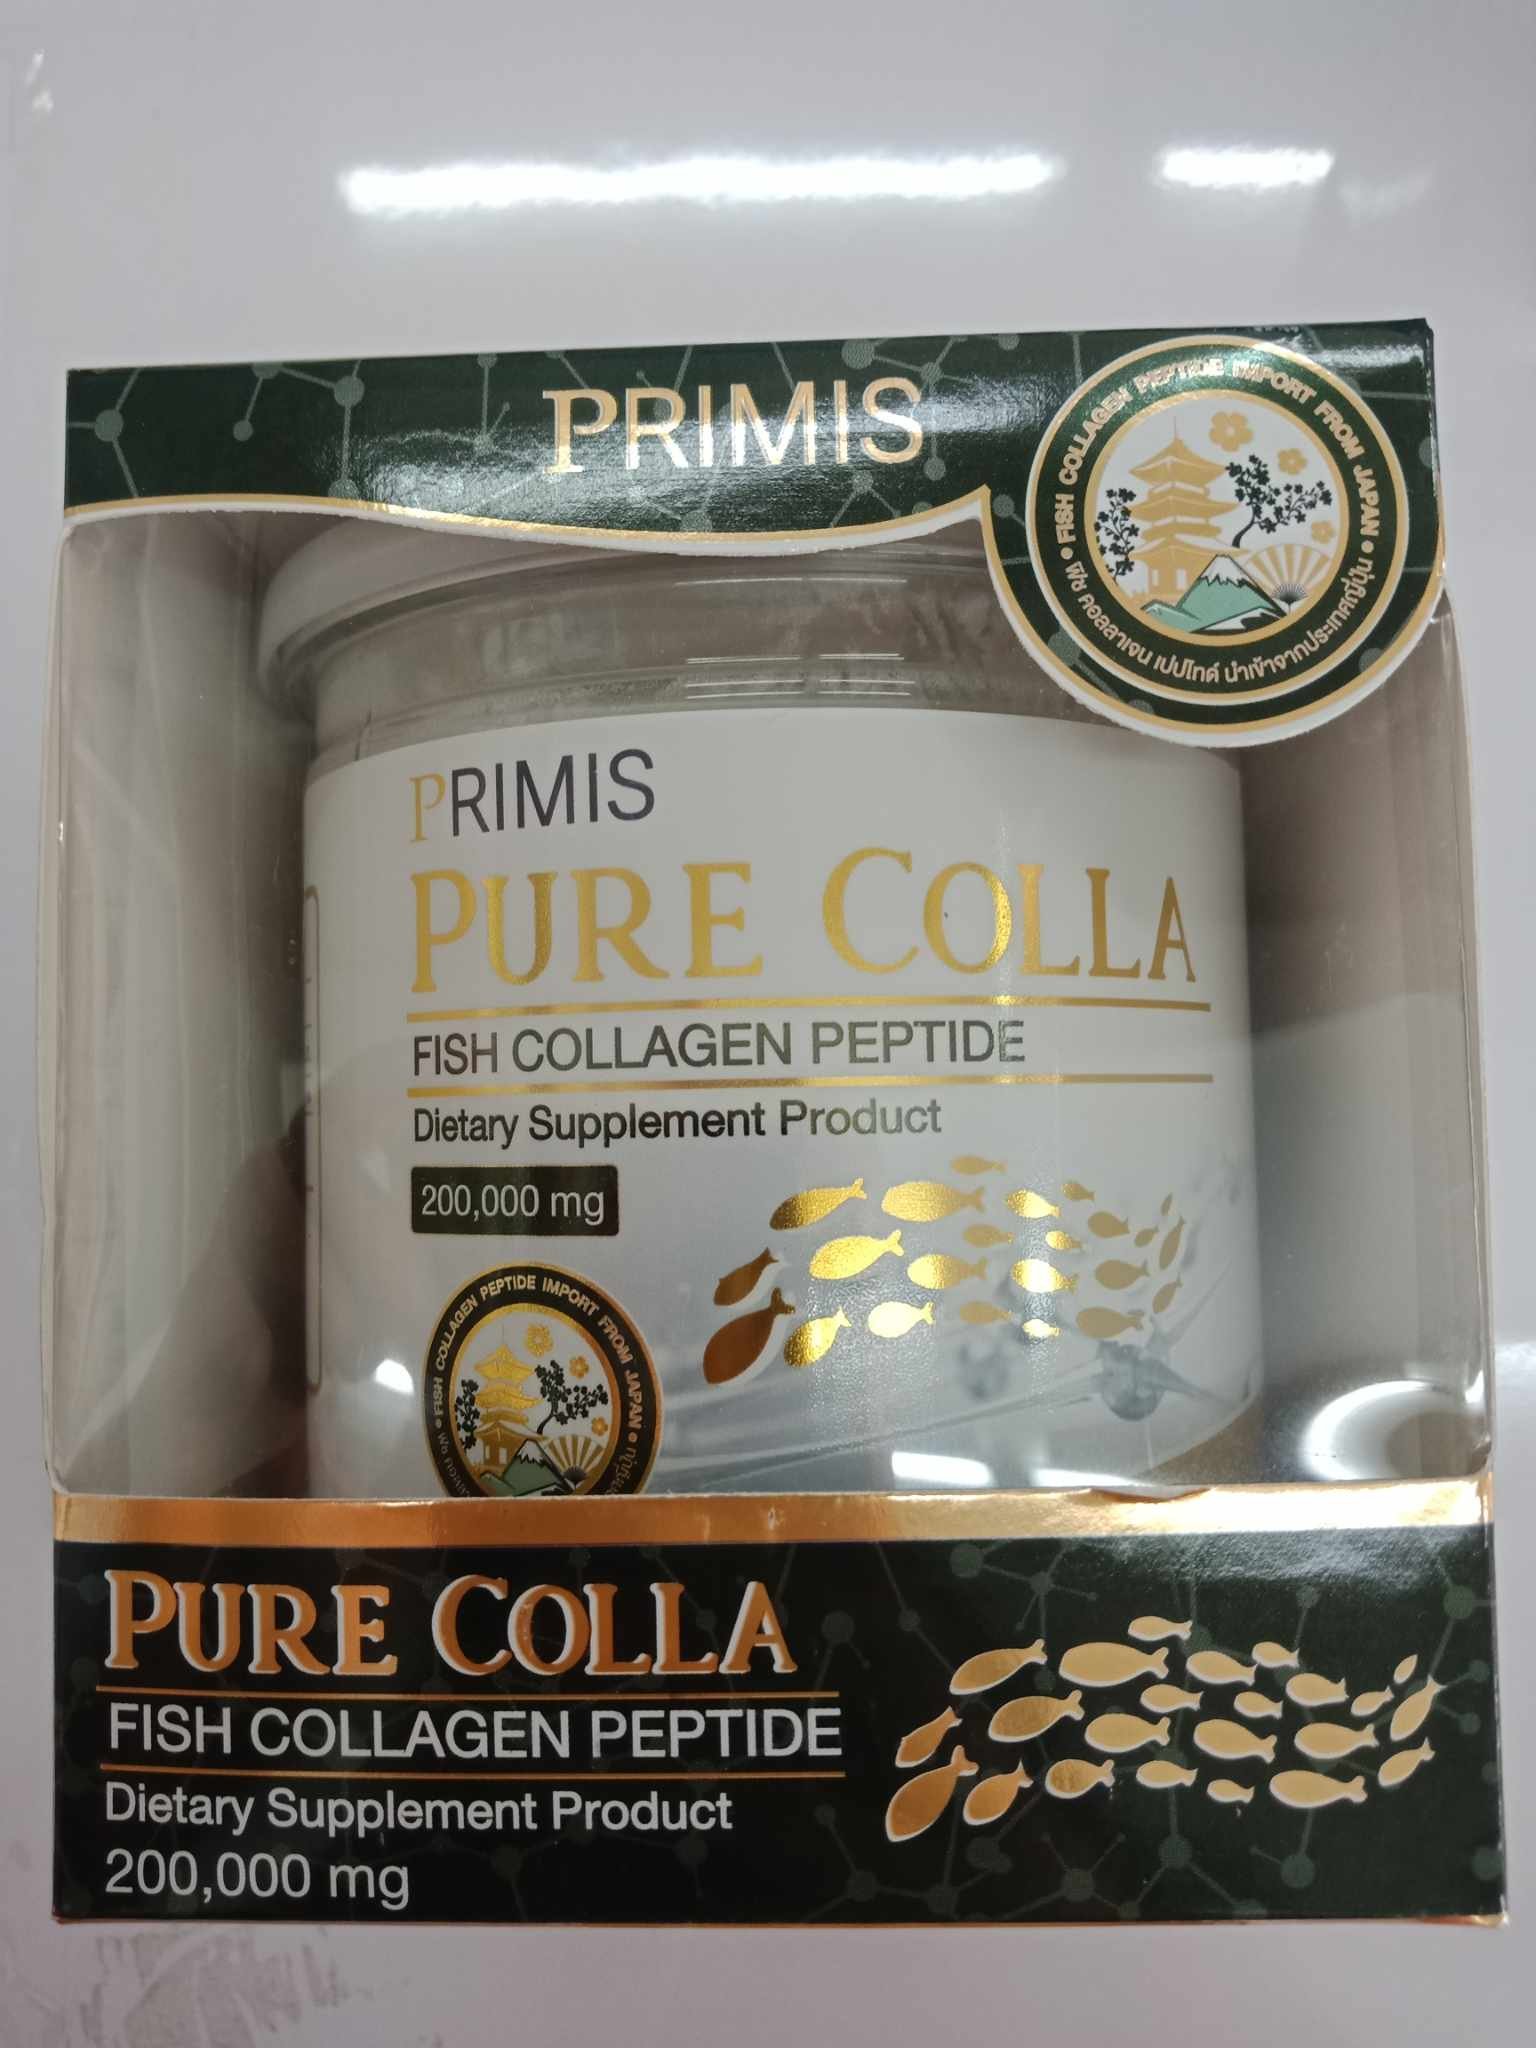 PRIMIS
FISH COLLAGEN PEPTIDE IMPORT FROM JAPAN
ฟิช คอลลาเจน เปปไทด์ นำเข้าจากประเทศญี่ปุ่น
PRIMIS
PURE COLLA
FISH COLLAGEN PEPTIDE
Dietary Supplement Product
200,000 mg
FISH COLLAGEN PEPTIDE IMPORT FROM JAPAN
PURE COLLA
FISH COLLAGEN PEPTIDE
Dietary Supplement Product
200,000 mg